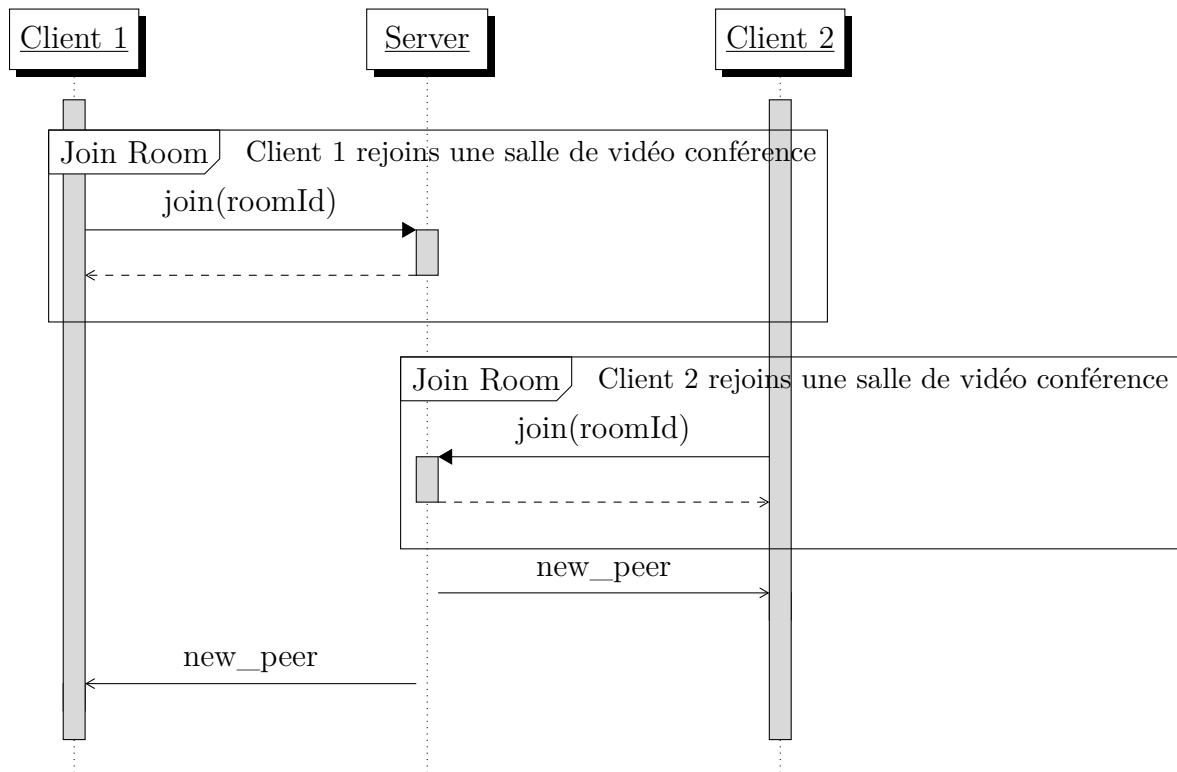 Client 1
Server
Client 2
Join Room
Client 1 rejoins une salle de vidéo conférence
join(roomId)
Join Room
Client 2 rejoins une salle de vidéo conférence
join(roomId)
new_peer
new_peer